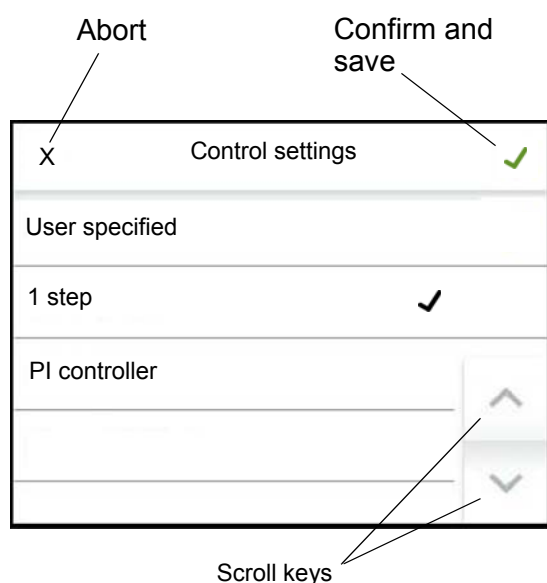 Abort
Confirm and
save
X Control settings
User specified
1 step
PI controller
Scroll keys